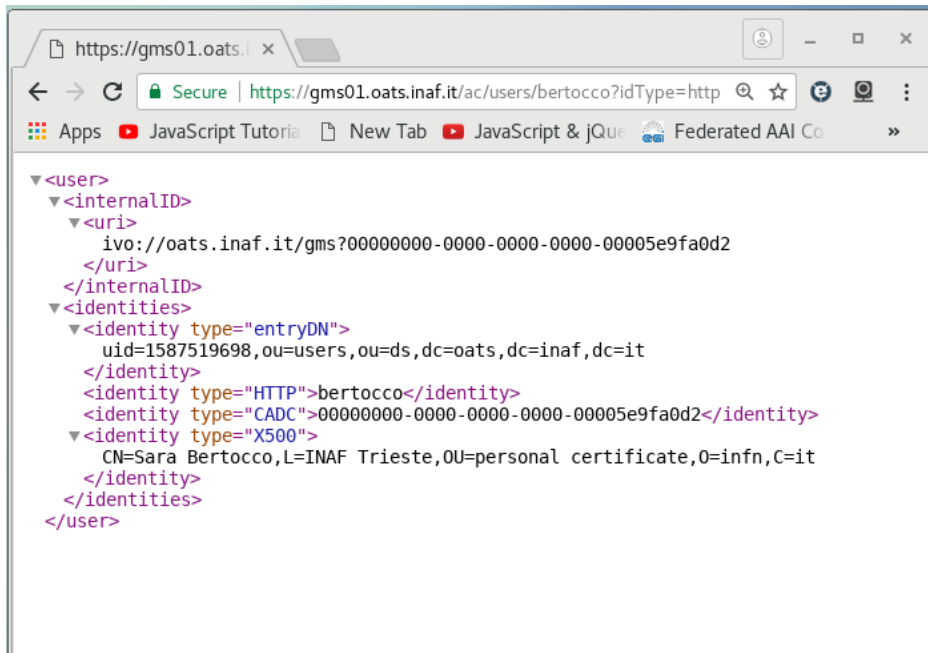 https://gms01.oats.i
Secure | https://gms01.oats.inaf.it/ac/users/bertocco?idType=http
Apps JavaScript Tutoria New Tab JavaScript & jQue Federated AAI Co »
<user>
<internalID>
<uri>
ivo://oats.inaf.it/gms?00000000-0000-0000-0000-00005e9fa0d2
</uri>
</internalID>
<identities>
<identity type="entryDN">
uid=1587519698,ou=users,ou=ds,dc=oats,dc=inaf,dc=it
</identity>
<identity type="HTTP">bertocco</identity>
<identity type="CADC">00000000-0000-0000-0000-00005e9fa0d2</identity>
<identity type="X500">
CN=Sara Bertocco,L=INAF Trieste,OU=personal certificate,O=infn,C=it
</identity>
</identities>
</user>